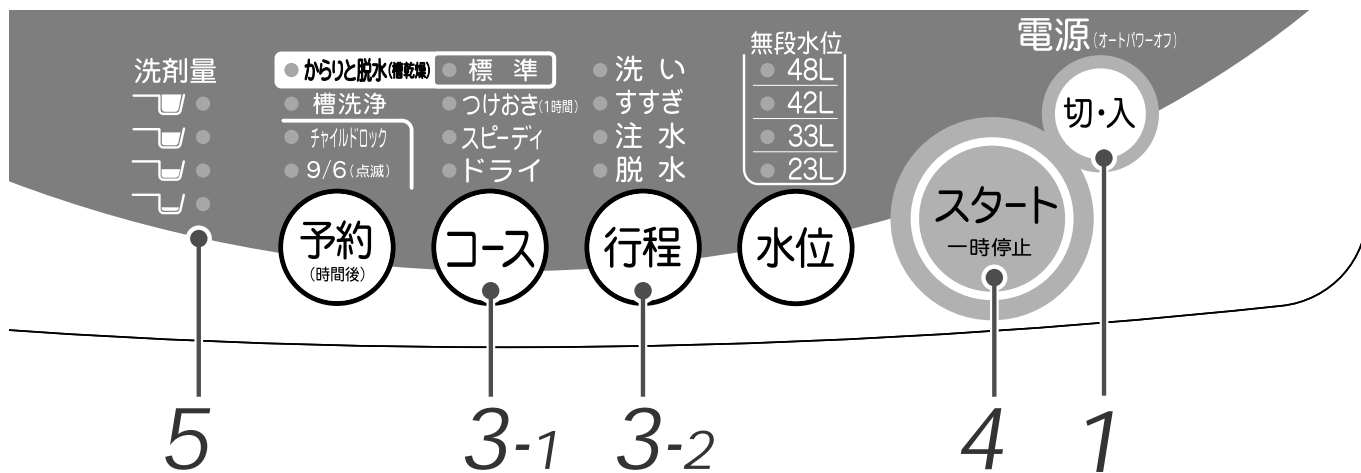 電源(オートパワーオフ)
切・入
洗剤量
からりと脱水(槽乾燥)
槽洗浄
チャイルドロック
9/6(点滅)
予約
(時間後)
標準
つけおき(1時間)
スピーディ
ドライ
コース
洗い
すすぎ
注水
脱水
行程
無段水位
48L
42L
33L
23L
水位
スタート
一時停止
5
3-1
3-2
4
1